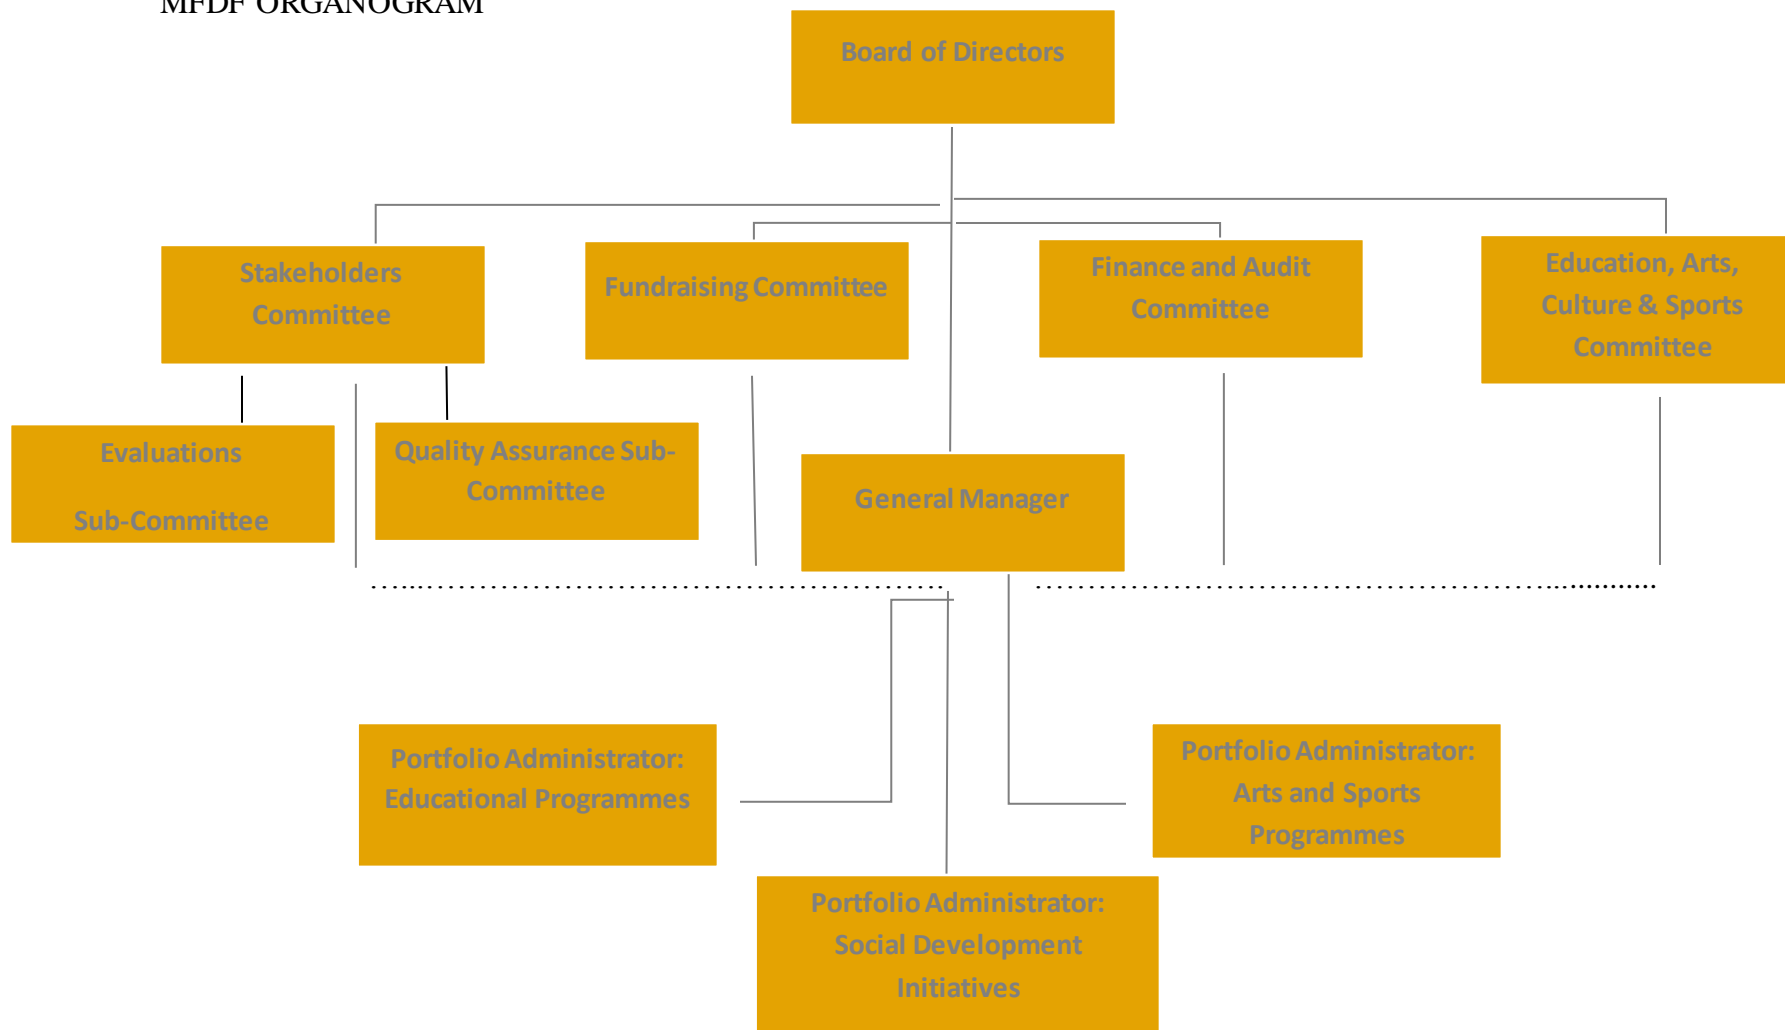 MFDF ORGANOGRAM
Board of Directors
Stakeholders
Committee
Fundraising Committee
Finance and Audit
Committee
Education, Arts,
Culture & Sports
Committee
Evaluations
Sub-Committee
Quality Assurance Sub-
Committee
General Manager
Portfolio Administrator:
Educational Programmes
Portfolio Administrator:
Arts and Sports
Programmes
Portfolio Administrator:
Social Development
Initiatives